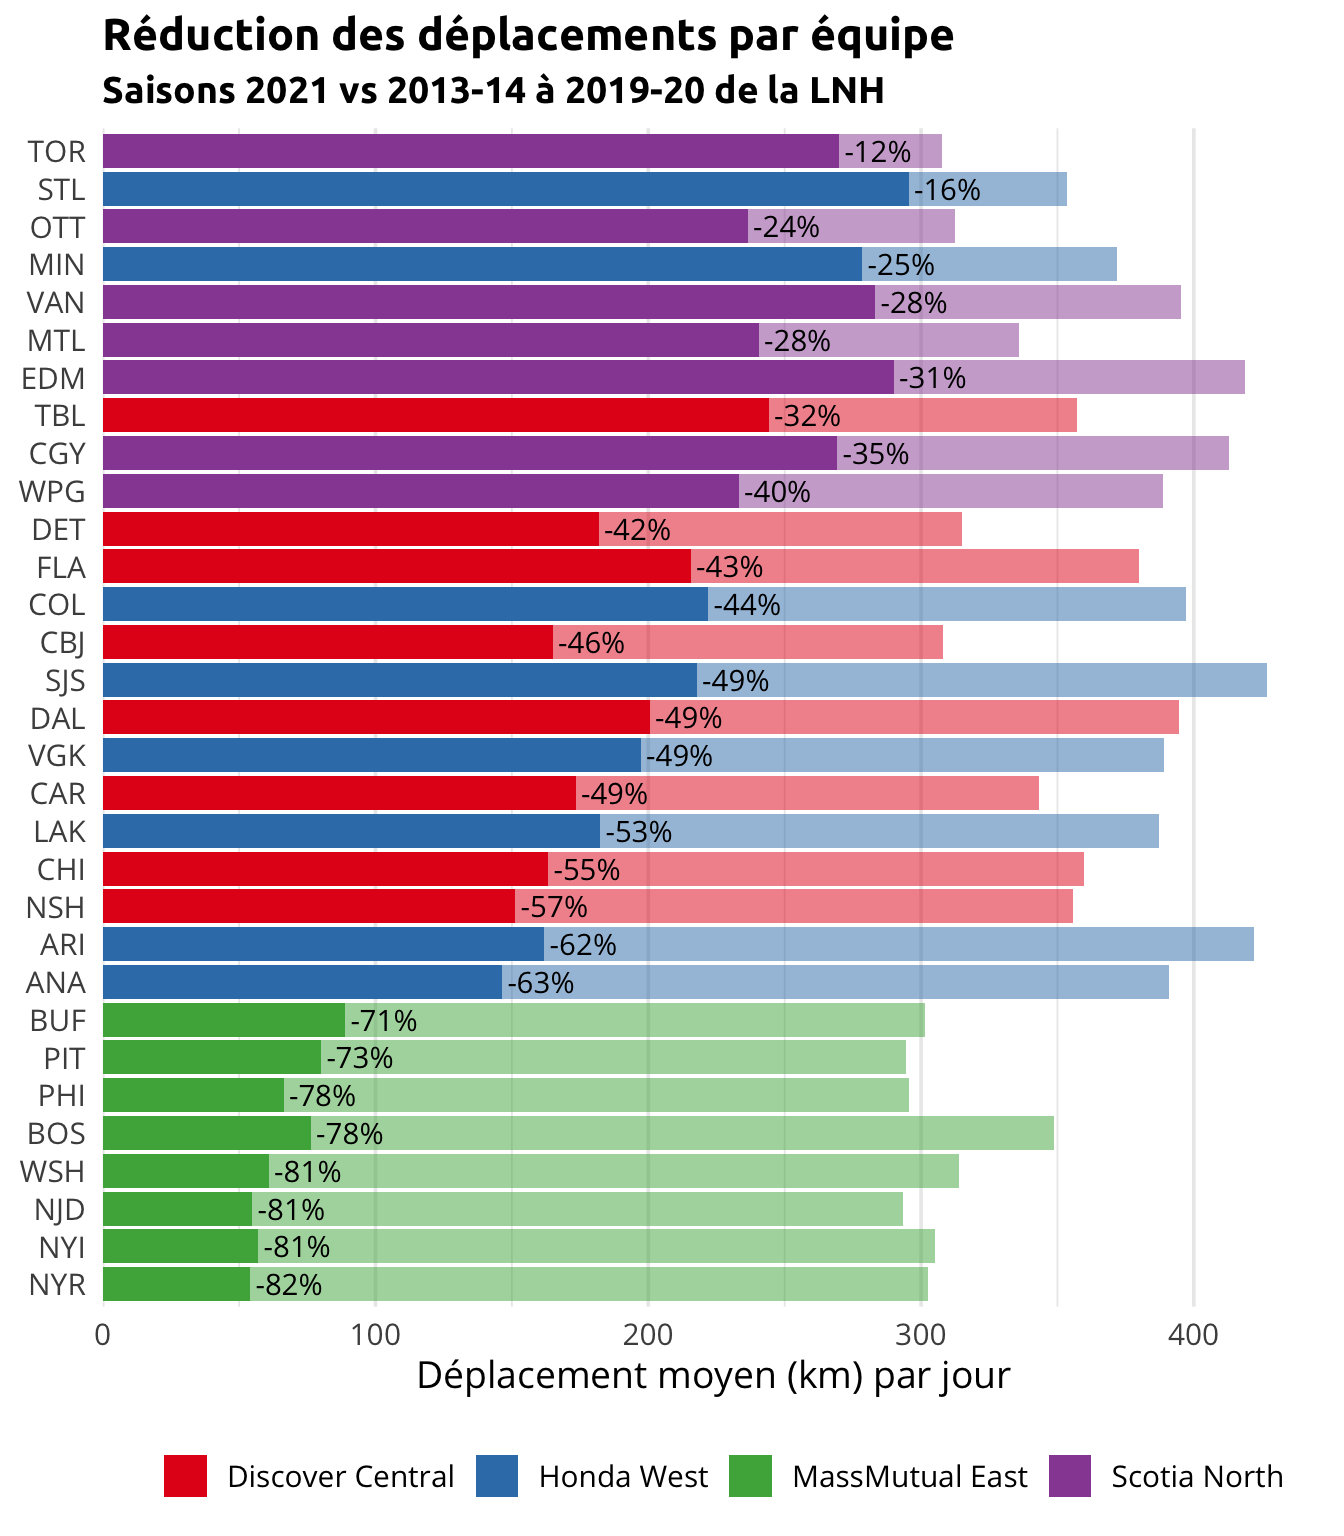 Réduction des déplacements par équipe
Saisons 2021 vs 2013-14 à 2019-20 de la LNH
TOR -12%
STL -16%
OTT -24%
MIN -25%
VAN -28%
MTL -28%
EDM -31%
TBL -32%
CGY -35%
WPG -40%
DET -42%
FLA -43%
COL -44%
CBJ -46%
SJS -49%
DAL -49%
VGK -49%
CAR -49%
LAK -53%
CHI -55%
NSH -57%
ARI -62%
ANA -63%
BUF -71%
PIT -73%
PHI -78%
BOS -78%
WSH -81%
NJD -81%
NYI -81%
NYR -82%
0 100 200 300 400
Déplacement moyen (km) par jour
Discover Central Honda West MassMutual East Scotia North